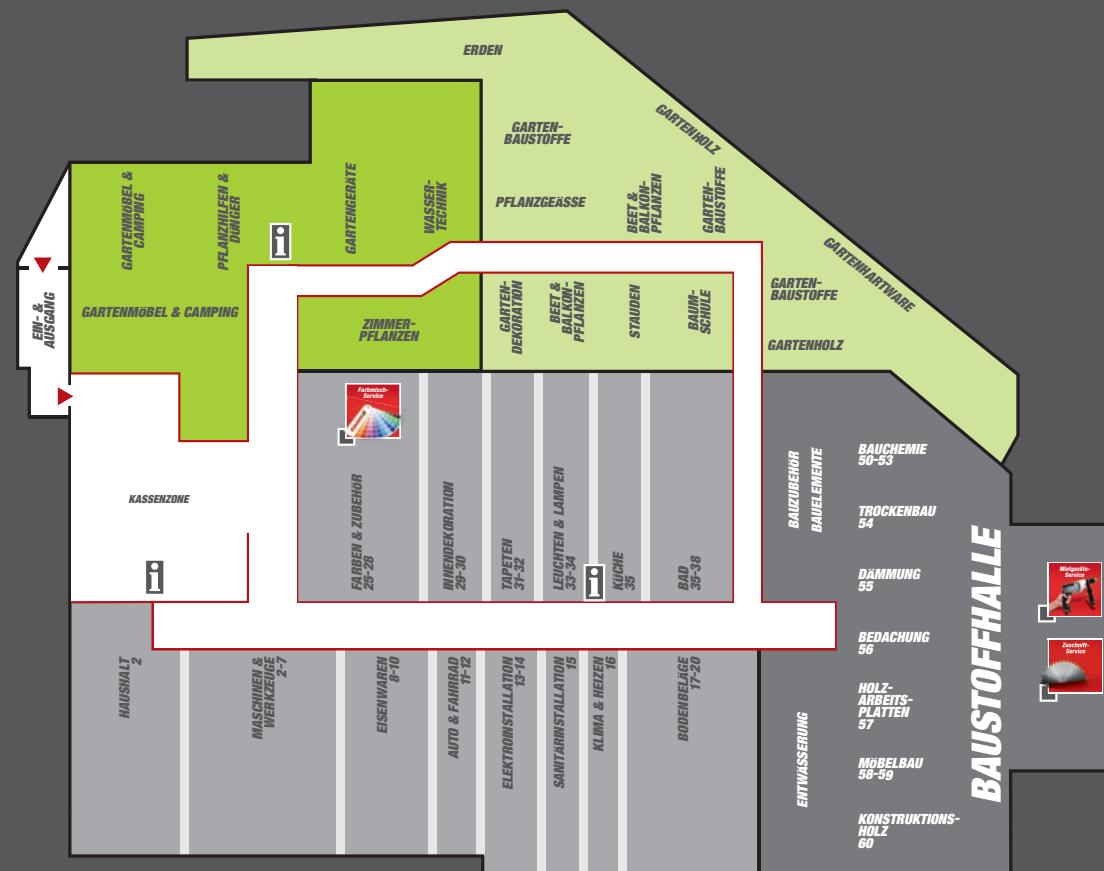 ERDEN
GARTEN-
BAUSTOFFE
GARTENHOLZ
GARTENMÖBEL &
CAMPING
PFLANZHILFEN &
DÜNGER
GARTENGERÄTE
WASSER-
TECHNIK
PFLANZGEÄSSE
BEET &
BALKON-
PFLANZEN
GARTEN-
BAUSTOFFE
GARTENHARTWARE
i
EIN- &
AUSGANG
GARTENMÖBEL & CAMPING
ZIMMER-
PFLANZEN
GARTEN-
DEKORATION
BEET &
BALKON-
PFLANZEN
STAUDEN
BAUM-
SCHULE
GARTEN-
BAUSTOFFE
GARTENHOLZ
Farbmisch-
Service
KASSENZONE
i
FARBEN & ZUBEHÖR
25-28
INNENDEKORATION
29-30
TAPETEN
31-32
LEUCHTEN & LAMPEN
33-34
i
KÜCHE
35
BAD
35-38
BAUZUBEHÖR
BAUELEMENTE
BAUCHEMIE
50-53
TROCKENBAU
54
DÄMMUNG
55
BEDACHUNG
56
HOLZ-
ARBEITS-
PLATTEN
57
MÖBELBAU
58-59
KONSTRUKTIONS-
HOLZ
60
ENTWÄSSERUNG
BAUSTOFFHALLE
Mietgeräte-
Service
Zuschnitt-
Service
HAUSHALT
2
MASCHINEN &
WERKZEUGE
2-7
EISENWAREN
8-10
AUTO & FAHRRAD
11-12
ELEKTROINSTALLATION
13-14
SANITÄRINSTALLATION
15
KLIMA & HEIZEN
16
BODENBELÄGE
17-20